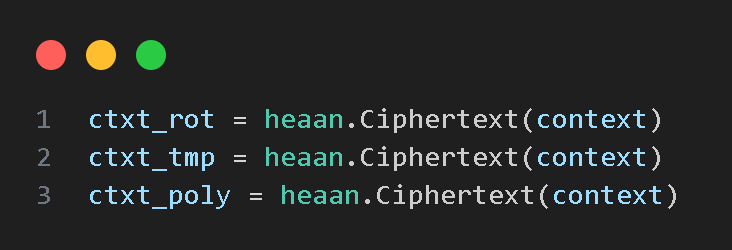 1 ctxt_rot = heaan.Ciphertext(context)
2 ctxt_tmp = heaan.Ciphertext(context)
3 ctxt_poly = heaan.Ciphertext(context)